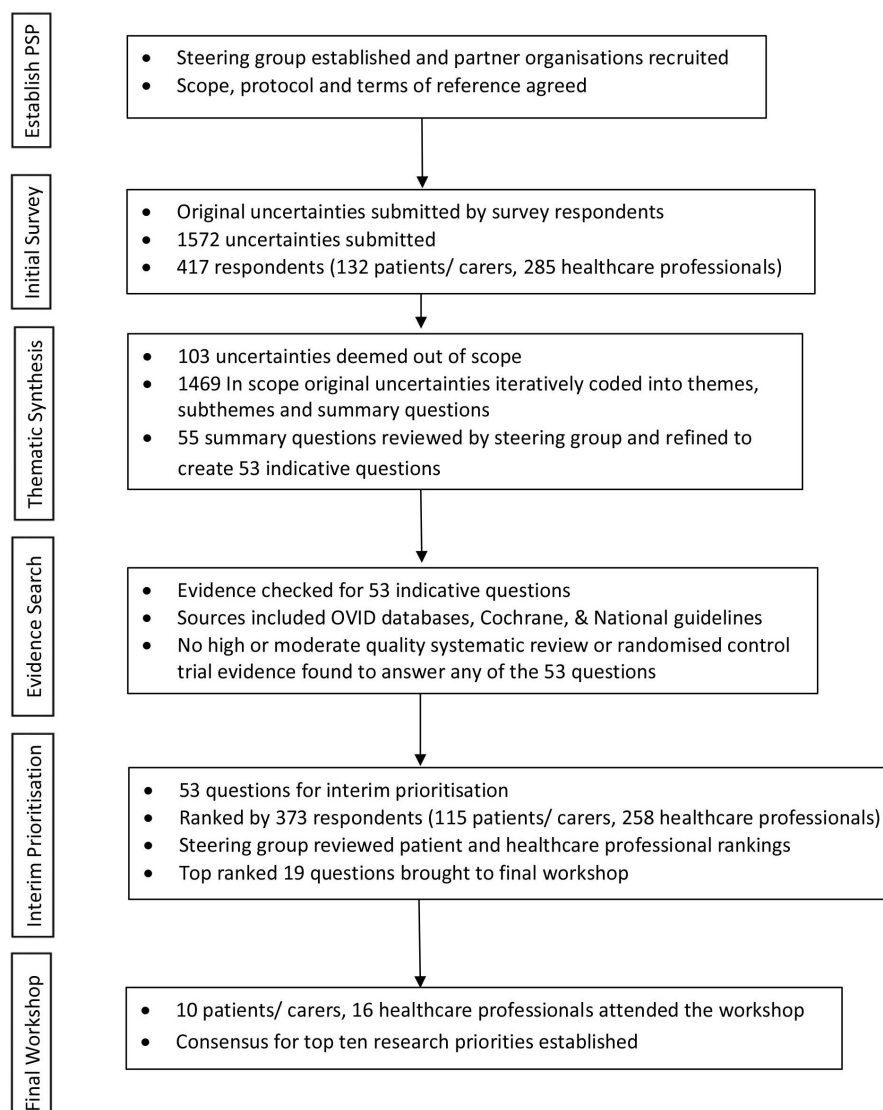 Establish PSP
• Steering group established and partner organisations recruited
• Scope, protocol and terms of reference agreed
Initial Survey
• Original uncertainties submitted by survey respondents
• 1572 uncertainties submitted
• 417 respondents (132 patients/ carers, 285 healthcare professionals)
Thematic Synthesis
• 103 uncertainties deemed out of scope
• 1469 In scope original uncertainties iteratively coded into themes,
subthemes and summary questions
• 55 summary questions reviewed by steering group and refined to
create 53 indicative questions
Evidence Search
• Evidence checked for 53 indicative questions
• Sources included OVID databases, Cochrane, & National guidelines
• No high or moderate quality systematic review or randomised control
trial evidence found to answer any of the 53 questions
Interim Prioritisation
• 53 questions for interim prioritisation
• Ranked by 373 respondents (115 patients/ carers, 258 healthcare professionals)
• Steering group reviewed patient and healthcare professional rankings
• Top ranked 19 questions brought to final workshop
Final Workshop
• 10 patients/ carers, 16 healthcare professionals attended the workshop
• Consensus for top ten research priorities established